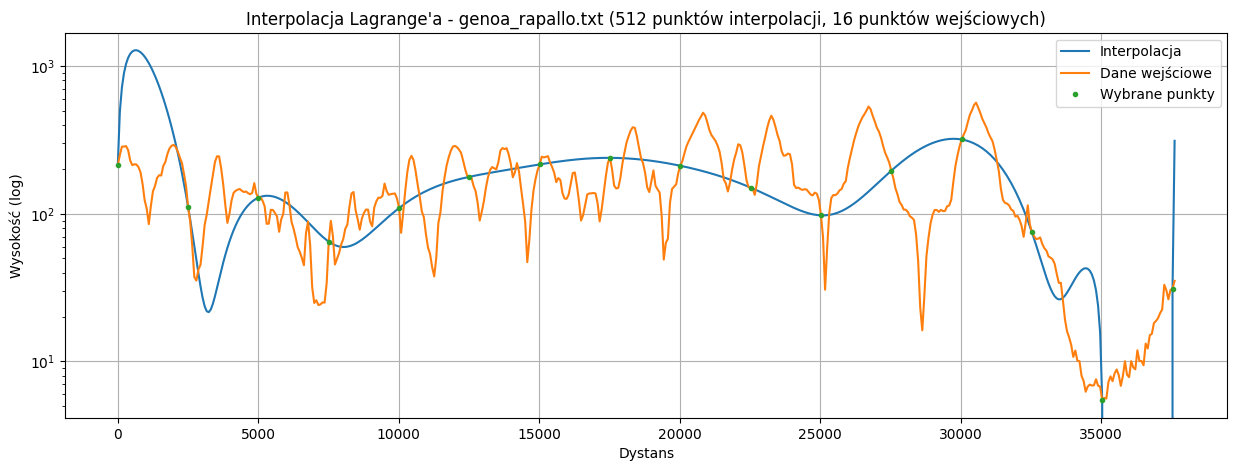 Interpolacja Lagrange'a - genoa_rapallo.txt (512 punktów interpolacji, 16 punktów wejściowych)
Interpolacja
Dane wejściowe
Wybrane punkty
Wysokość (log)
10³
10²
10¹
0 5000 10000 15000 20000 25000 30000 35000
Dystans